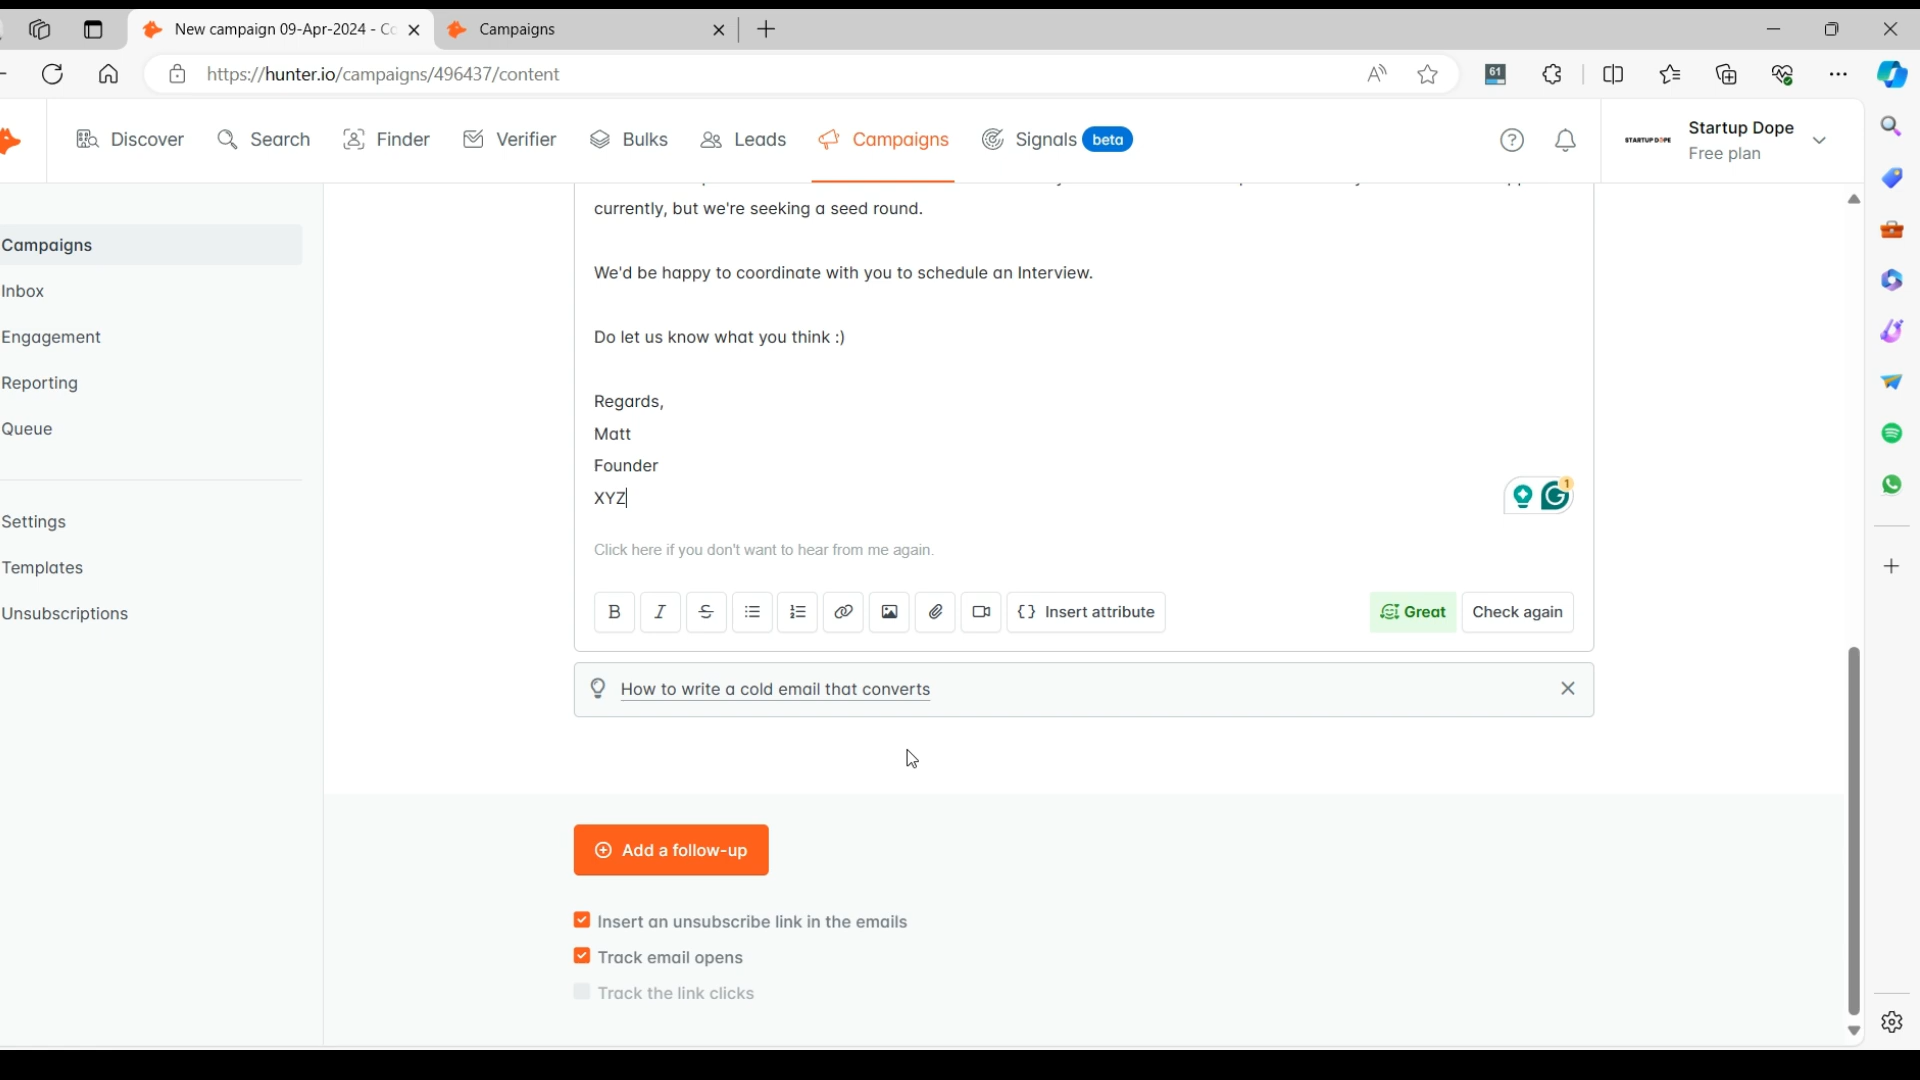 New campaign 09-Apr-2024 - Co
Campaigns
https://hunter.io/campaigns/496437/content
61
Discover
Search
Finder
Verifier
Bulks
Leads
Campaigns
Signals beta
STARTUP DOPE
Startup Dope
Free plan
Campaigns
Inbox
Engagement
Reporting
Queue
Settings
Templates
Unsubscriptions
currently, but we're seeking a seed round.
We'd be happy to coordinate with you to schedule an Interview.
Do let us know what you think :)
Regards,
Matt
Founder
XYZ
1
Click here if you don't want to hear from me again.
B I S
{} Insert attribute
Great
Check again
How to write a cold email that converts
Add a follow-up
Insert an unsubscribe link in the emails
Track email opens
Track the link clicks